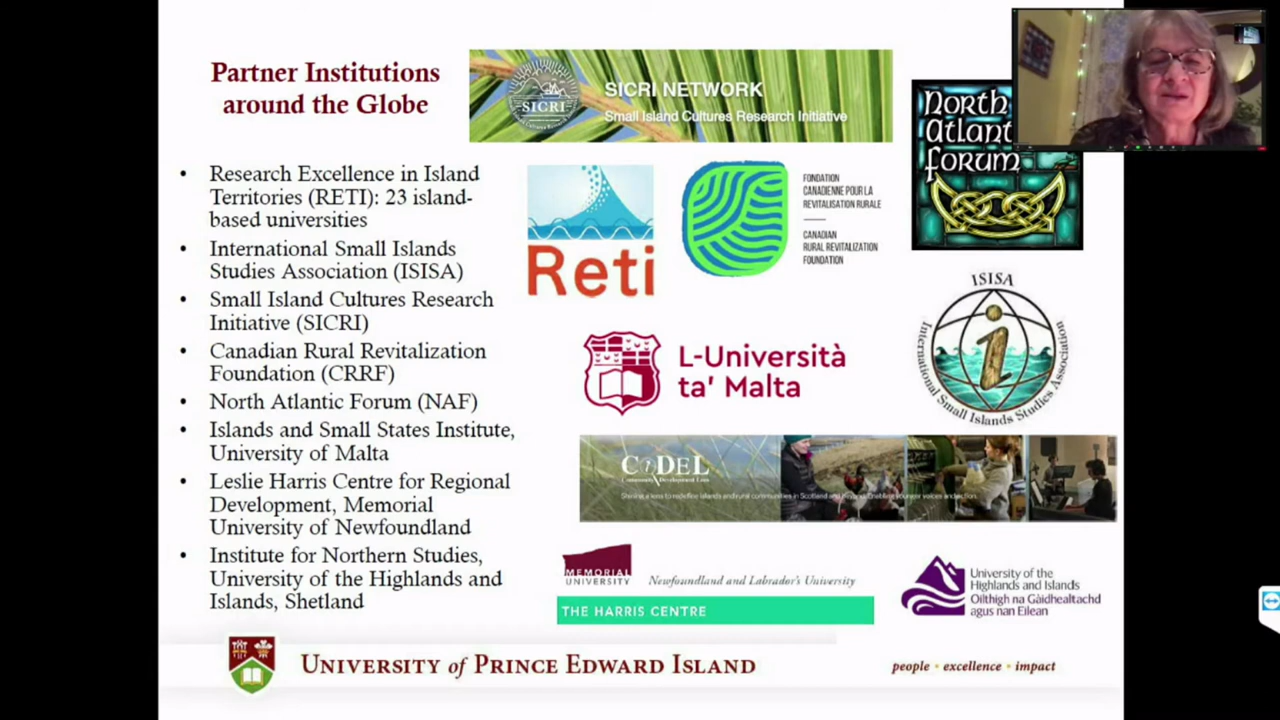 Partner Institutions
around the Globe
• Research Excellence in Island
Territories (RETI): 23 island-
based universities
• International Small Islands
Studies Association (ISISA)
• Small Island Cultures Research
Initiative (SICRI)
• Canadian Rural Revitalization
Foundation (CRRF)
• North Atlantic Forum (NAF)
• Islands and Small States Institute,
University of Malta
• Leslie Harris Centre for Regional
Development, Memorial
University of Newfoundland
• Institute for Northern Studies,
University of the Highlands and
Islands, Shetland
SICRI
SICRI NETWORK
Small Island Cultures Research Initiative
North
Atlant
Forum
Reti
FONDATION
CANADIENNE POUR LA
REVITALISATION RURALE
CANADIAN
RURAL REVITALIZATION
FOUNDATION
ISISA
i
International Small Islands Studies Association
L-Università
ta' Malta
CoDeL
Community Development Lens
MEMORIAL
UNIVERSITY
Newfoundland and Labrador's University
THE HARRIS CENTRE
University of the
Highlands and Islands
Oilthigh na Gàidhealtachd
agus nan Eilean
UNIVERSITY of PRINCE EDWARD ISLAND
people • excellence • impact